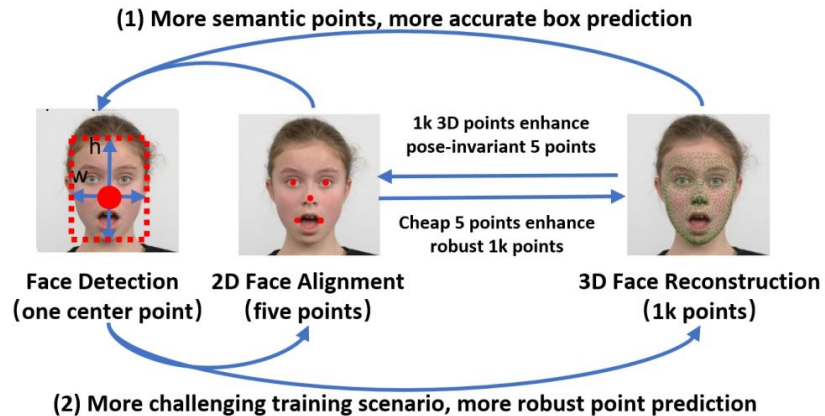 (1) More semantic points, more accurate box prediction
h
w
1k 3D points enhance
pose-invariant 5 points
Cheap 5 points enhance
robust 1k points
Face Detection
(one center point)
2D Face Alignment
(five points)
3D Face Reconstruction
(1k points)
(2) More challenging training scenario, more robust point prediction